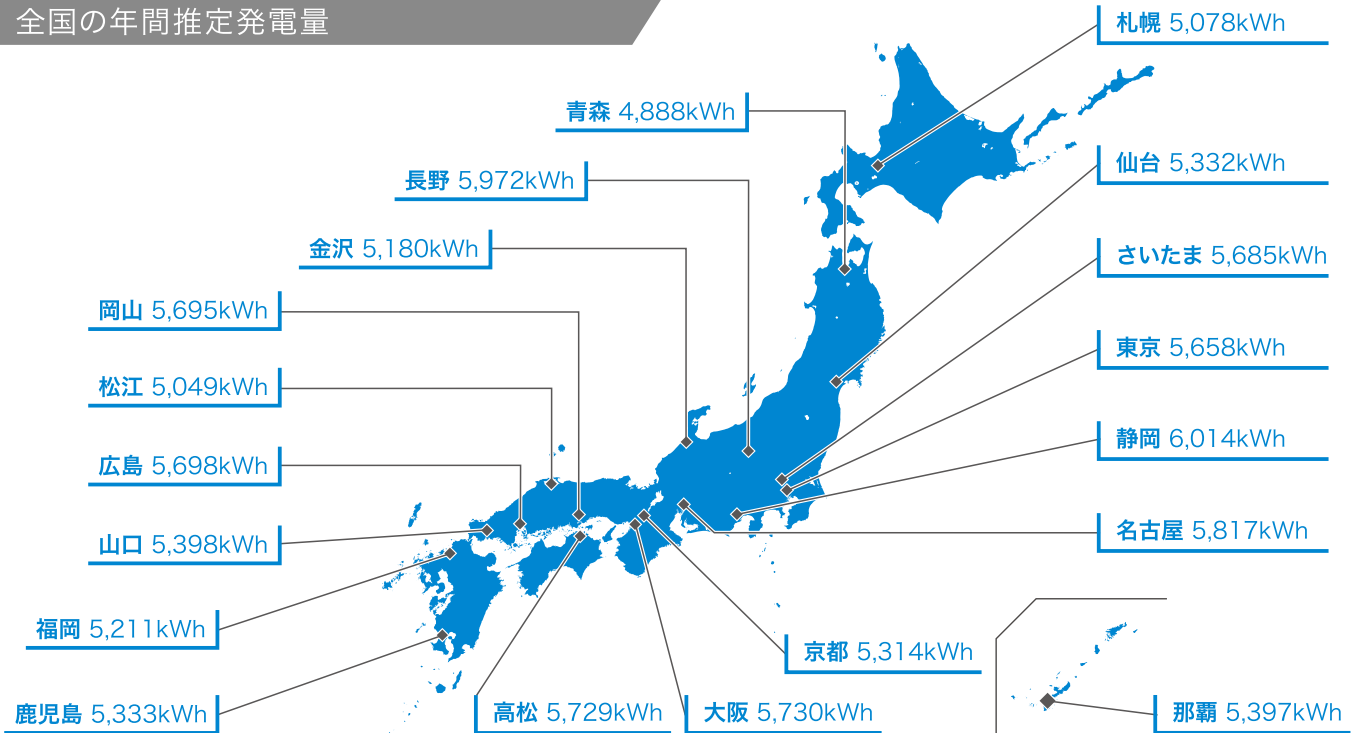 全国の年間推定発電量
札幌 5,078kWh
青森 4,888kWh
仙台 5,332kWh
長野 5,972kWh
金沢 5,180kWh
さいたま 5,685kWh
岡山 5,695kWh
東京 5,658kWh
松江 5,049kWh
静岡 6,014kWh
広島 5,698kWh
名古屋 5,817kWh
山口 5,398kWh
福岡 5,211kWh
京都 5,314kWh
鹿児島 5,333kWh
高松 5,729kWh
大阪 5,730kWh
那覇 5,397kWh